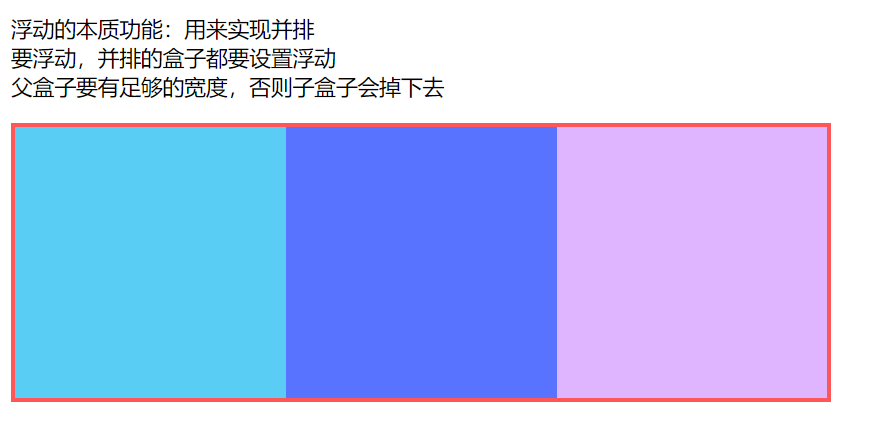 浮动的本质功能：用来实现并排
要浮动，并排的盒子都要设置浮动
父盒子要有足够的宽度，否则子盒子会掉下去